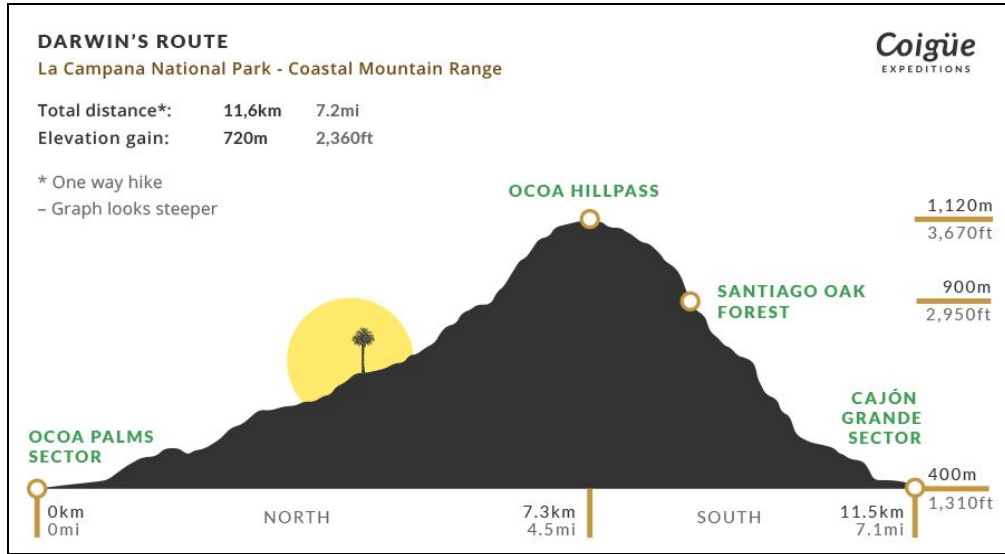 DARWIN'S ROUTE
La Campana National Park - Coastal Mountain Range
Coigüe
EXPEDITIONS
Total distance*: 11,6km 7.2mi
Elevation gain: 720m 2,360ft
* One way hike
– Graph looks steeper
OCOA HILLPASS
1,120m
3,670ft
SANTIAGO OAK
FOREST
900m
2,950ft
CAJÓN
GRANDE
SECTOR
OCOA PALMS
SECTOR
400m
1,310ft
0km
0mi
NORTH
7.3km
4.5mi
SOUTH
11.5km
7.1mi